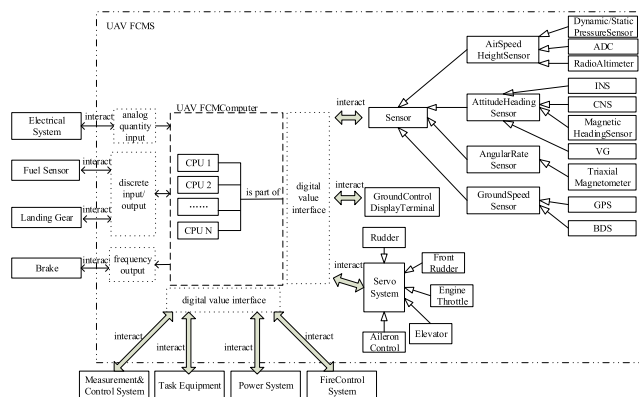 UAV FCMS
Dynamic/Static
PressureSensor
AirSpeed
HeightSensor
ADC
RadioAltimeter
UAV FCMComputer
interact
analog
quantity
input
Electrical
System
interact
Sensor
AttitudeHeading
Sensor
INS
CNS
Magnetic
HeadingSensor
VG
Fuel Sensor
interact
discrete
input/
output
CPU 1
CPU 2
......
CPU N
is part of
digital
value
interface
AngularRate
Sensor
Triaxial
Magnetometer
interact
GroundControl
DisplayTerminal
GroundSpeed
Sensor
GPS
BDS
Landing Gear
interact
Brake
interact
frequency
output
interact
Rudder
Servo
System
Front
Rudder
Engine
Throttle
Elevator
Aileron
Control
digital value interface
interact
interact
interact
interact
Measurement&
Control System
Task Equipment
Power System
FireControl
System